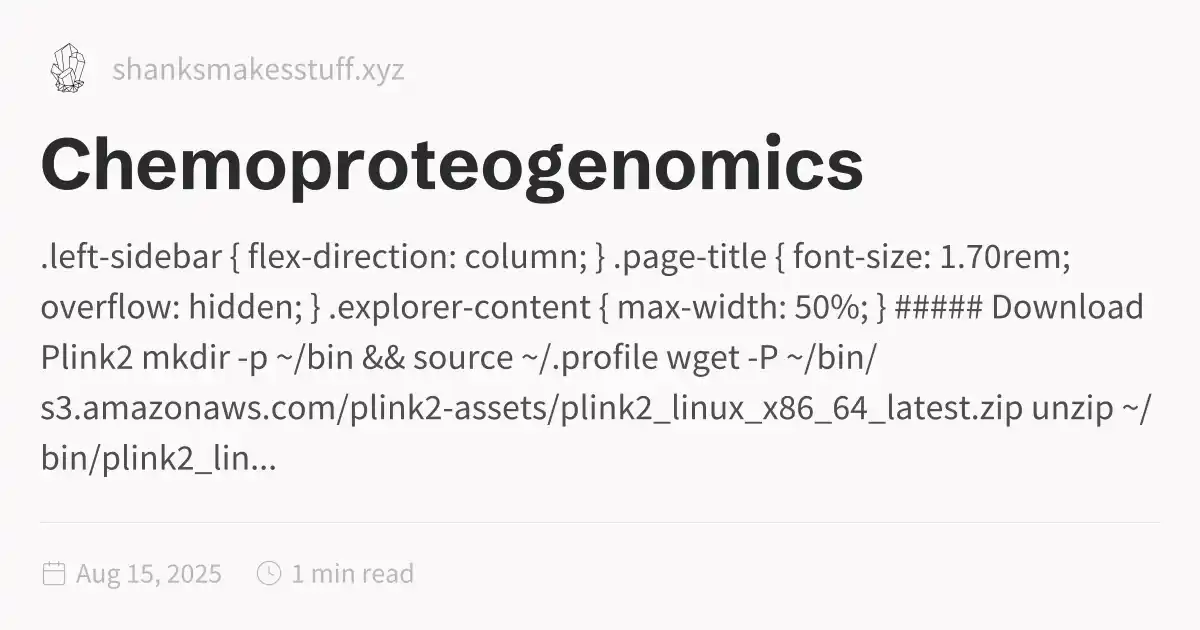 shanksmakesstuff.xyz
Chemoproteogenomics
.left-sidebar { flex-direction: column; } .page-title { font-size: 1.70rem;
overflow: hidden; } .explorer-content { max-width: 50%; } ##### Download
Plink2 mkdir -p ~/bin && source ~/.profile wget -P ~/bin/
s3.amazonaws.com/plink2-assets/plink2_linux_x86_64_latest.zip unzip ~/
bin/plink2_lin...
Aug 15, 2025 1 min read